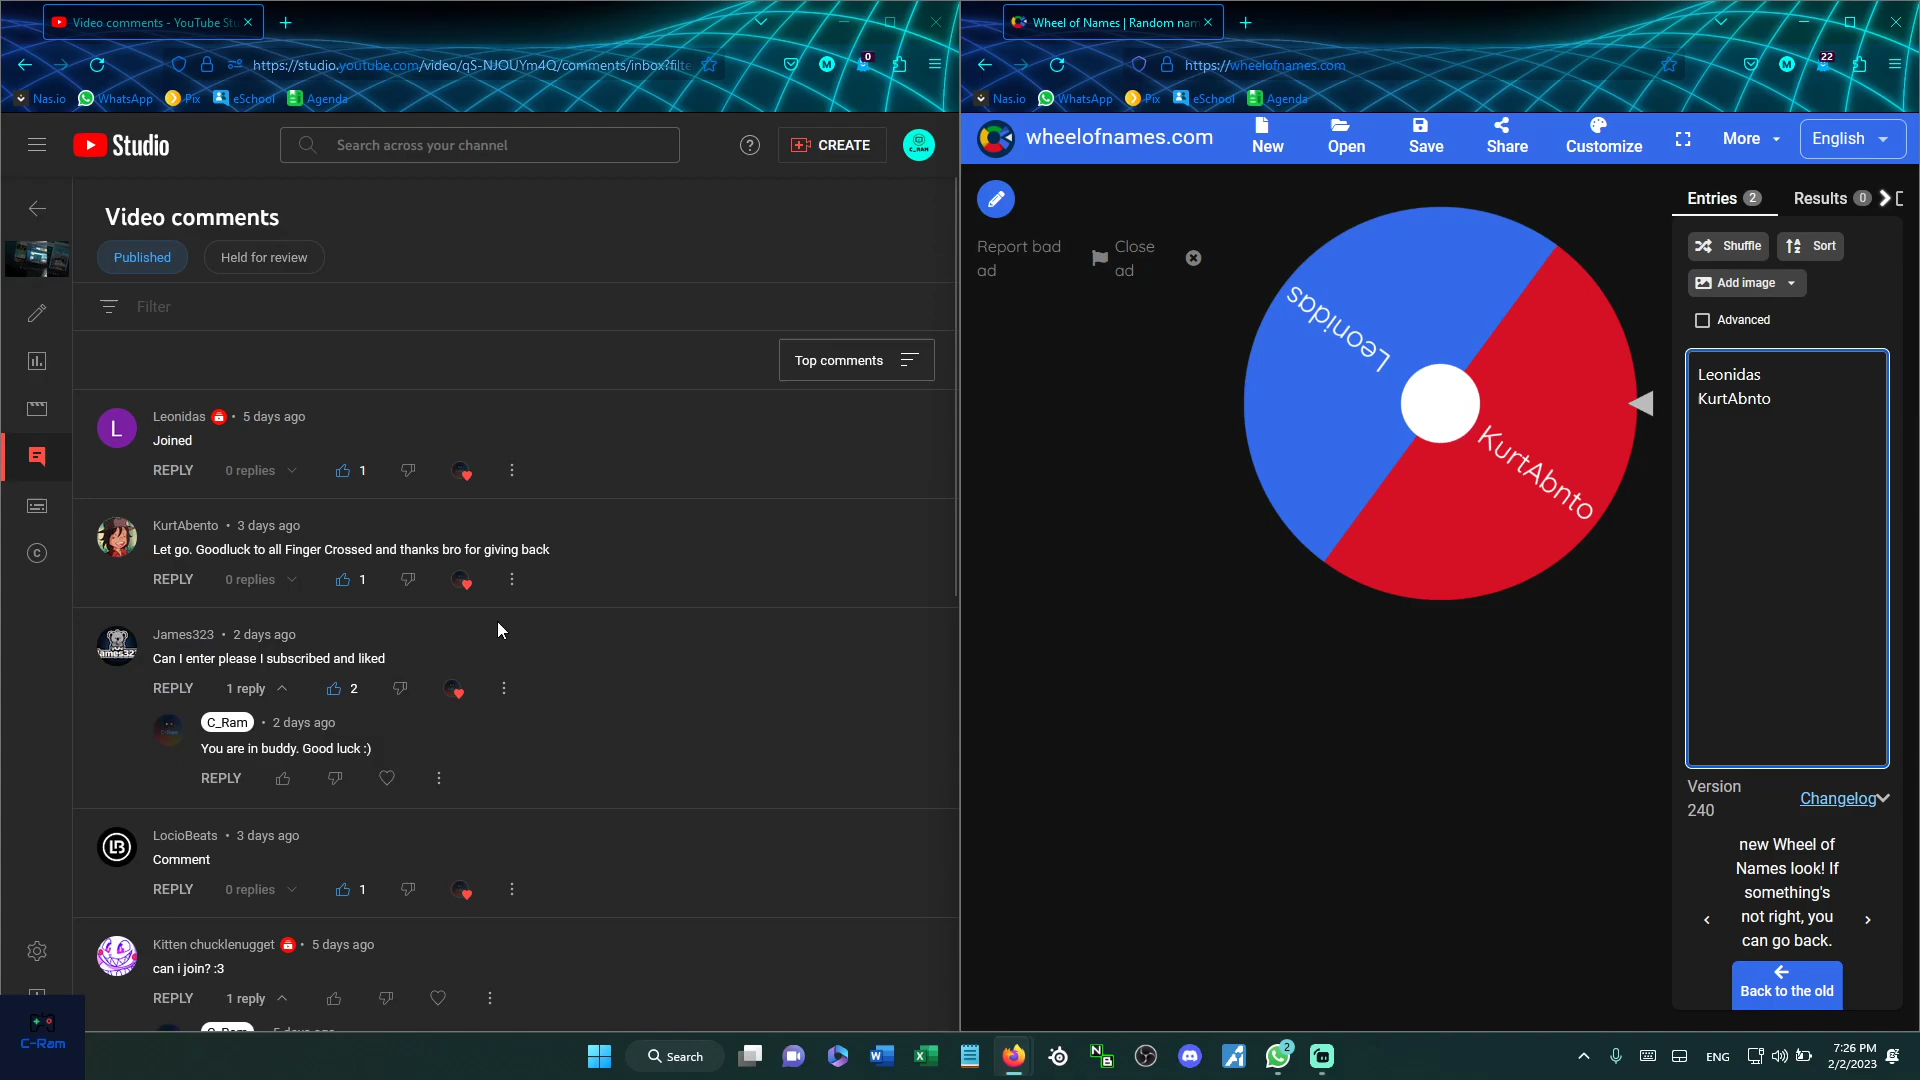 Video comments - YouTube Stu
https://studio.youtube.com/video/qS-NJOUYm4Q/comments/inbox?filte
0
Nas.io
WhatsApp
Pix
eSchool
Agenda
Studio
Search across your channel
CREATE
Video comments
Published
Held for review
Filter
Top comments
L
Leonidas • 5 days ago
Joined
REPLY 0 replies 1
KurtAbento • 3 days ago
Let go. Goodluck to all Finger Crossed and thanks bro for giving back
REPLY 0 replies 1
James323 • 2 days ago
Can I enter please I subscribed and liked
REPLY 1 reply 2
C_Ram • 2 days ago
You are in buddy. Good luck :)
REPLY
LocioBeats • 3 days ago
Comment
REPLY 0 replies 1
Kitten chucklenugget • 5 days ago
can i join? :3
REPLY 1 reply
C-Ram
Wheel of Names | Random nam
https://wheelofnames.com
22
Nas.io
WhatsApp
Pix
eSchool
Agenda
wheelofnames.com
New
Open
Save
Share
Customize
More
English
Report bad
ad
Close
ad
Leonidas
KurtAbnto
Entries 2
Results 0
Shuffle
Sort
Add image
Advanced
Leonidas
KurtAbnto
Version
240
Changelog
new Wheel of
Names look! If
something's
not right, you
can go back.
Back to the old
Search
2
ENG
7:26 PM
2/2/2023